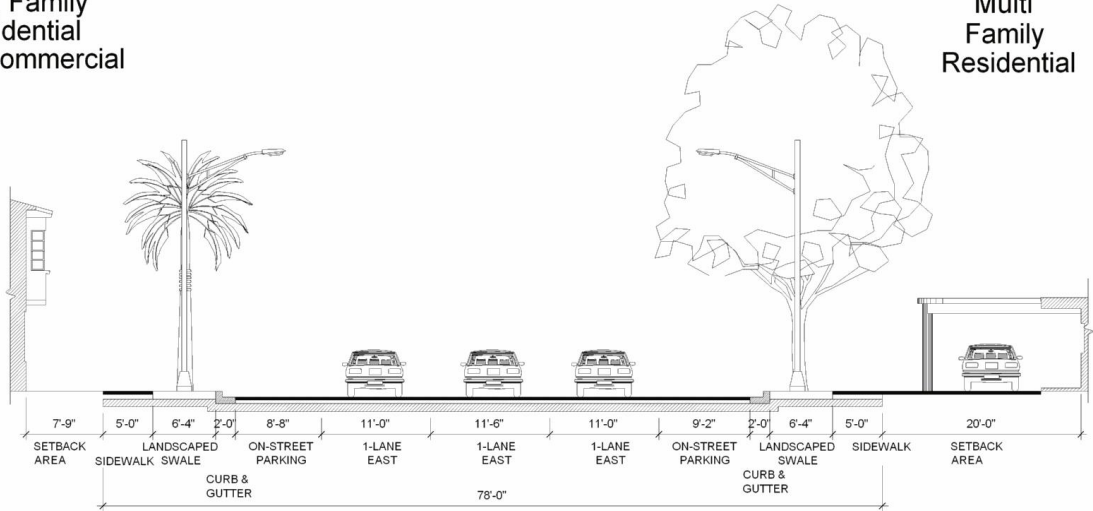 Family
dential
ommercial
Multi
Family
Residential
7'-9"
5'-0"
6'-4"
2'-0"
8'-8"
11'-0"
11'-6"
11'-0"
9'-2"
2'-0"
6'-4"
5'-0"
20'-0"
SETBACK
AREA
SIDEWALK
LANDSCAPED
SWALE
CURB &
GUTTER
ON-STREET
PARKING
1-LANE
EAST
1-LANE
EAST
1-LANE
EAST
ON-STREET
PARKING
CURB &
GUTTER
LANDSCAPED
SWALE
SIDEWALK
SETBACK
AREA
78'-0"